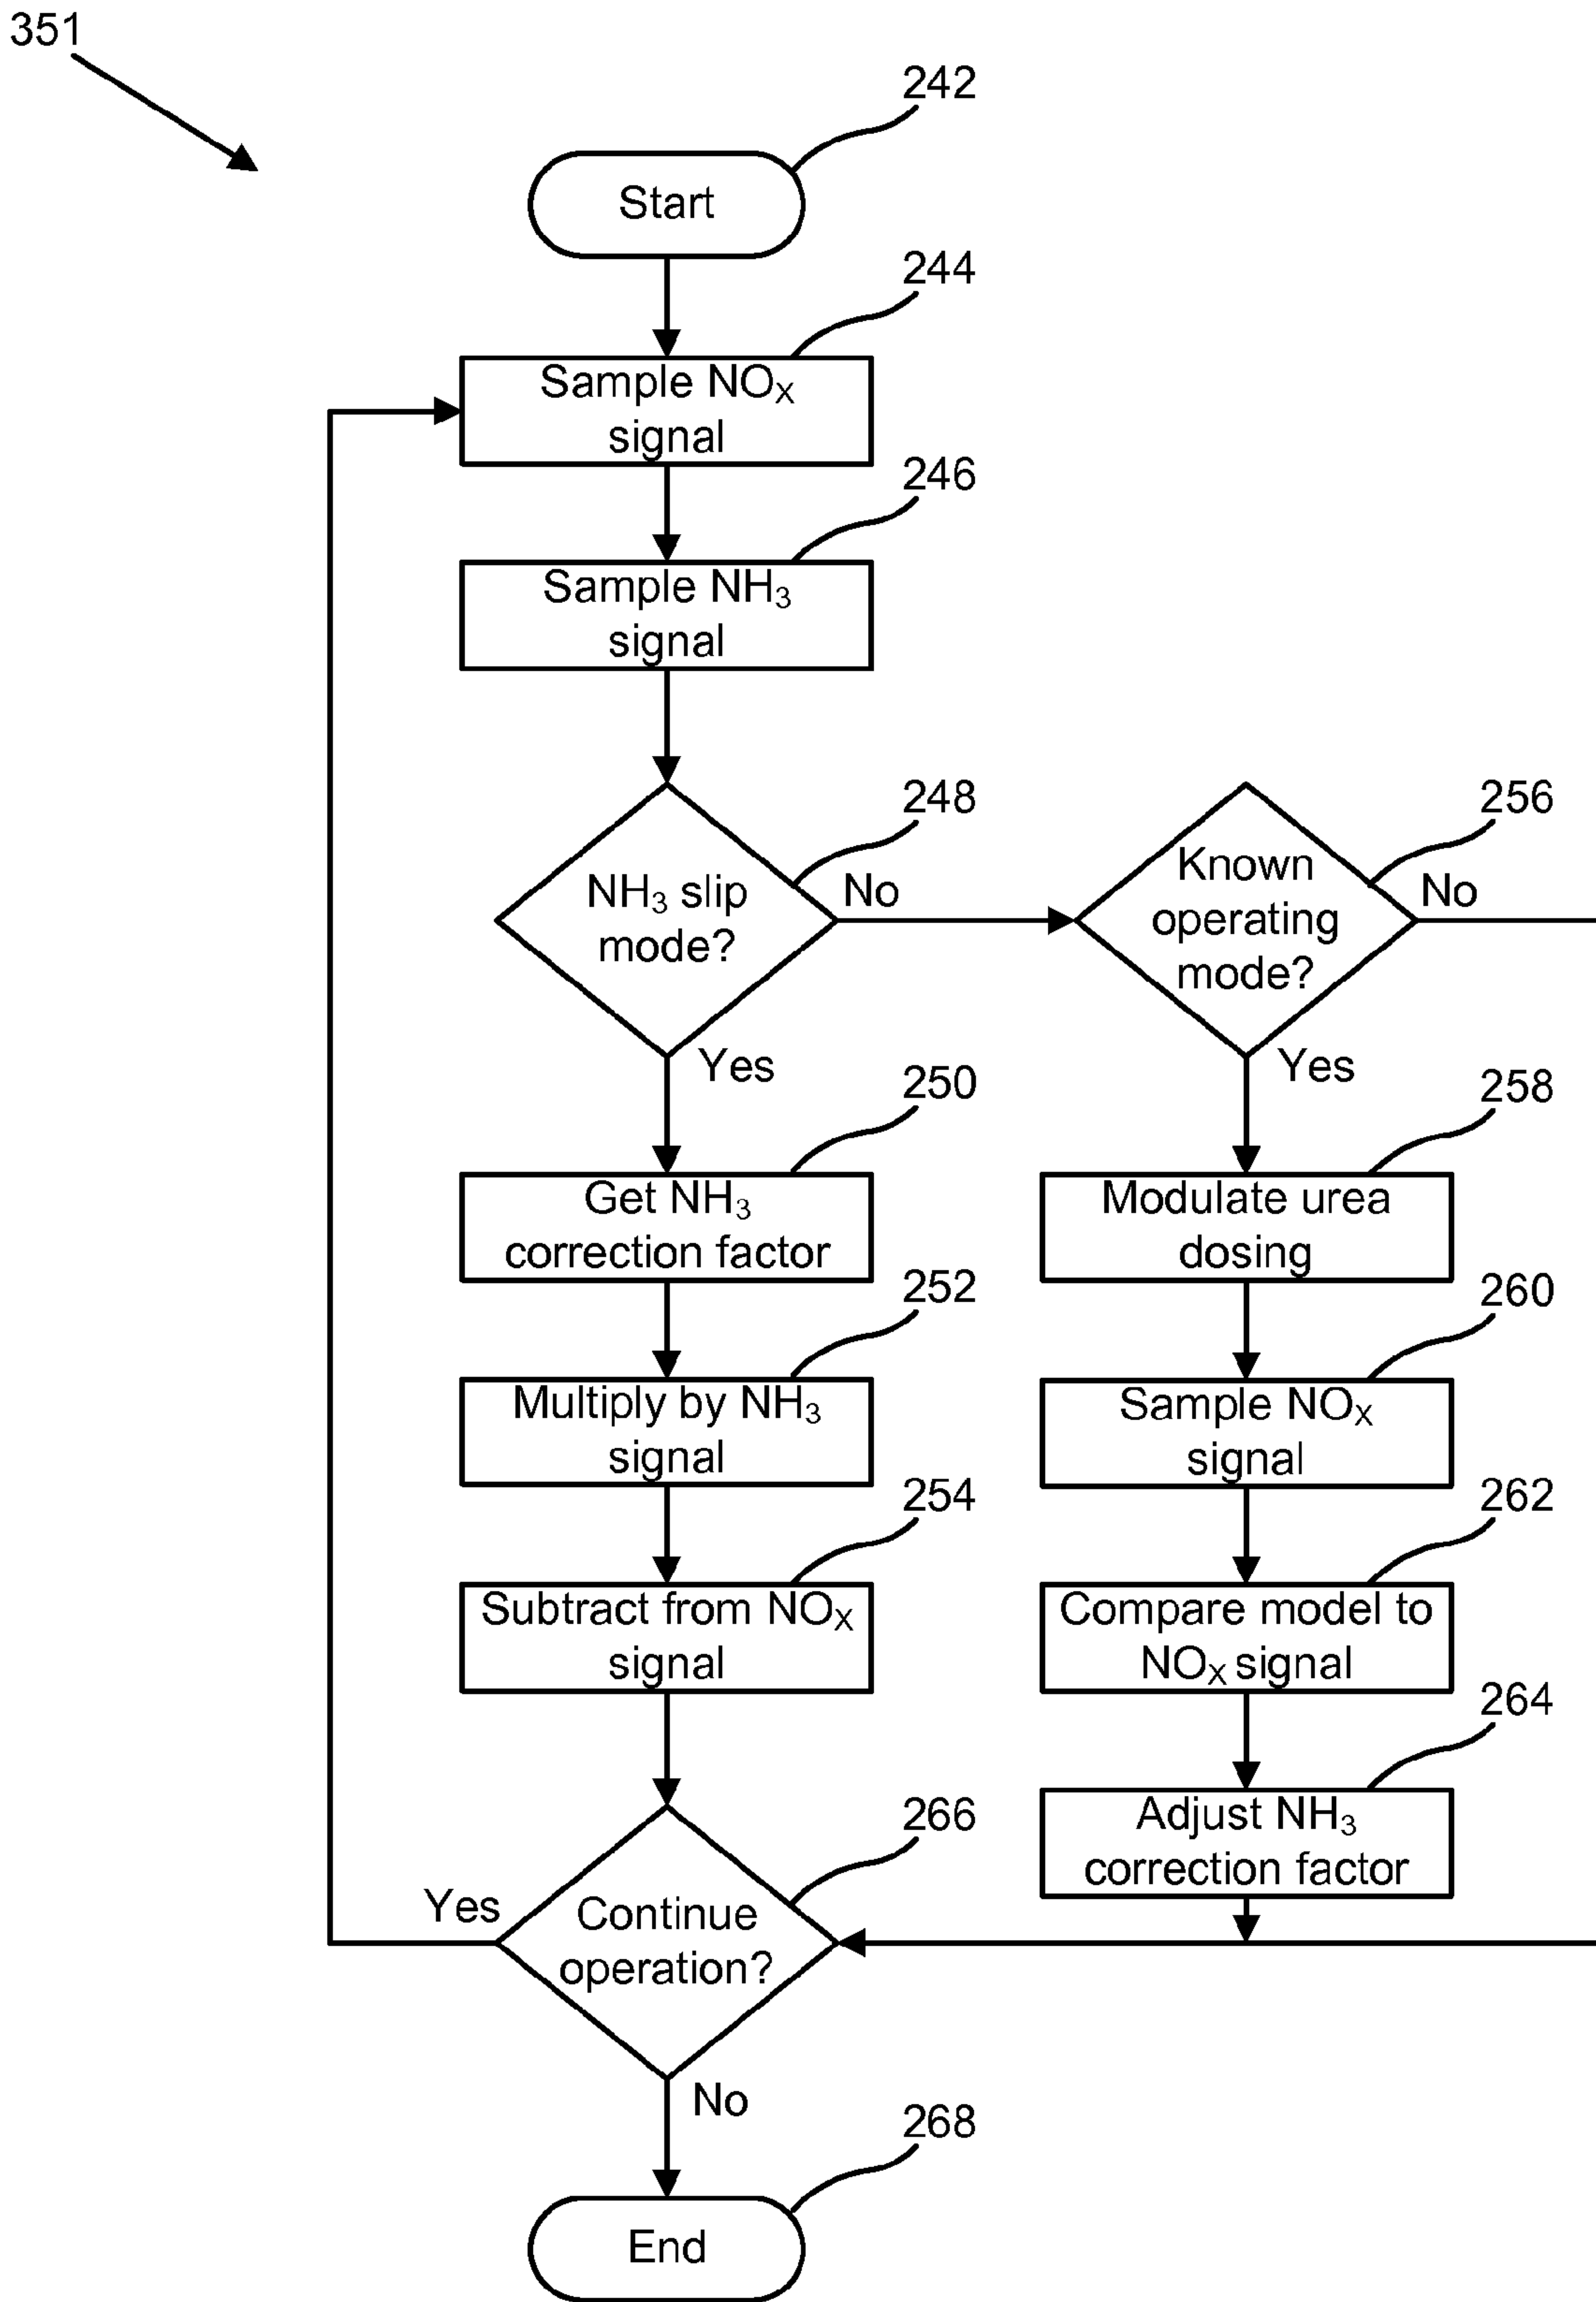 351
242
Start
244
Sample NOₓ
signal
246
Sample NH₃
signal
248
NH₃ slip
mode?
No
Yes
256
Known
operating
mode?
No
Yes
250
Get NH₃
correction factor
258
Modulate urea
dosing
252
Multiply by NH₃
signal
260
Sample NOₓ
signal
254
Subtract from NOₓ
signal
262
Compare model to
NOₓ signal
264
Adjust NH₃
correction factor
266
Continue
operation?
Yes
No
268
End